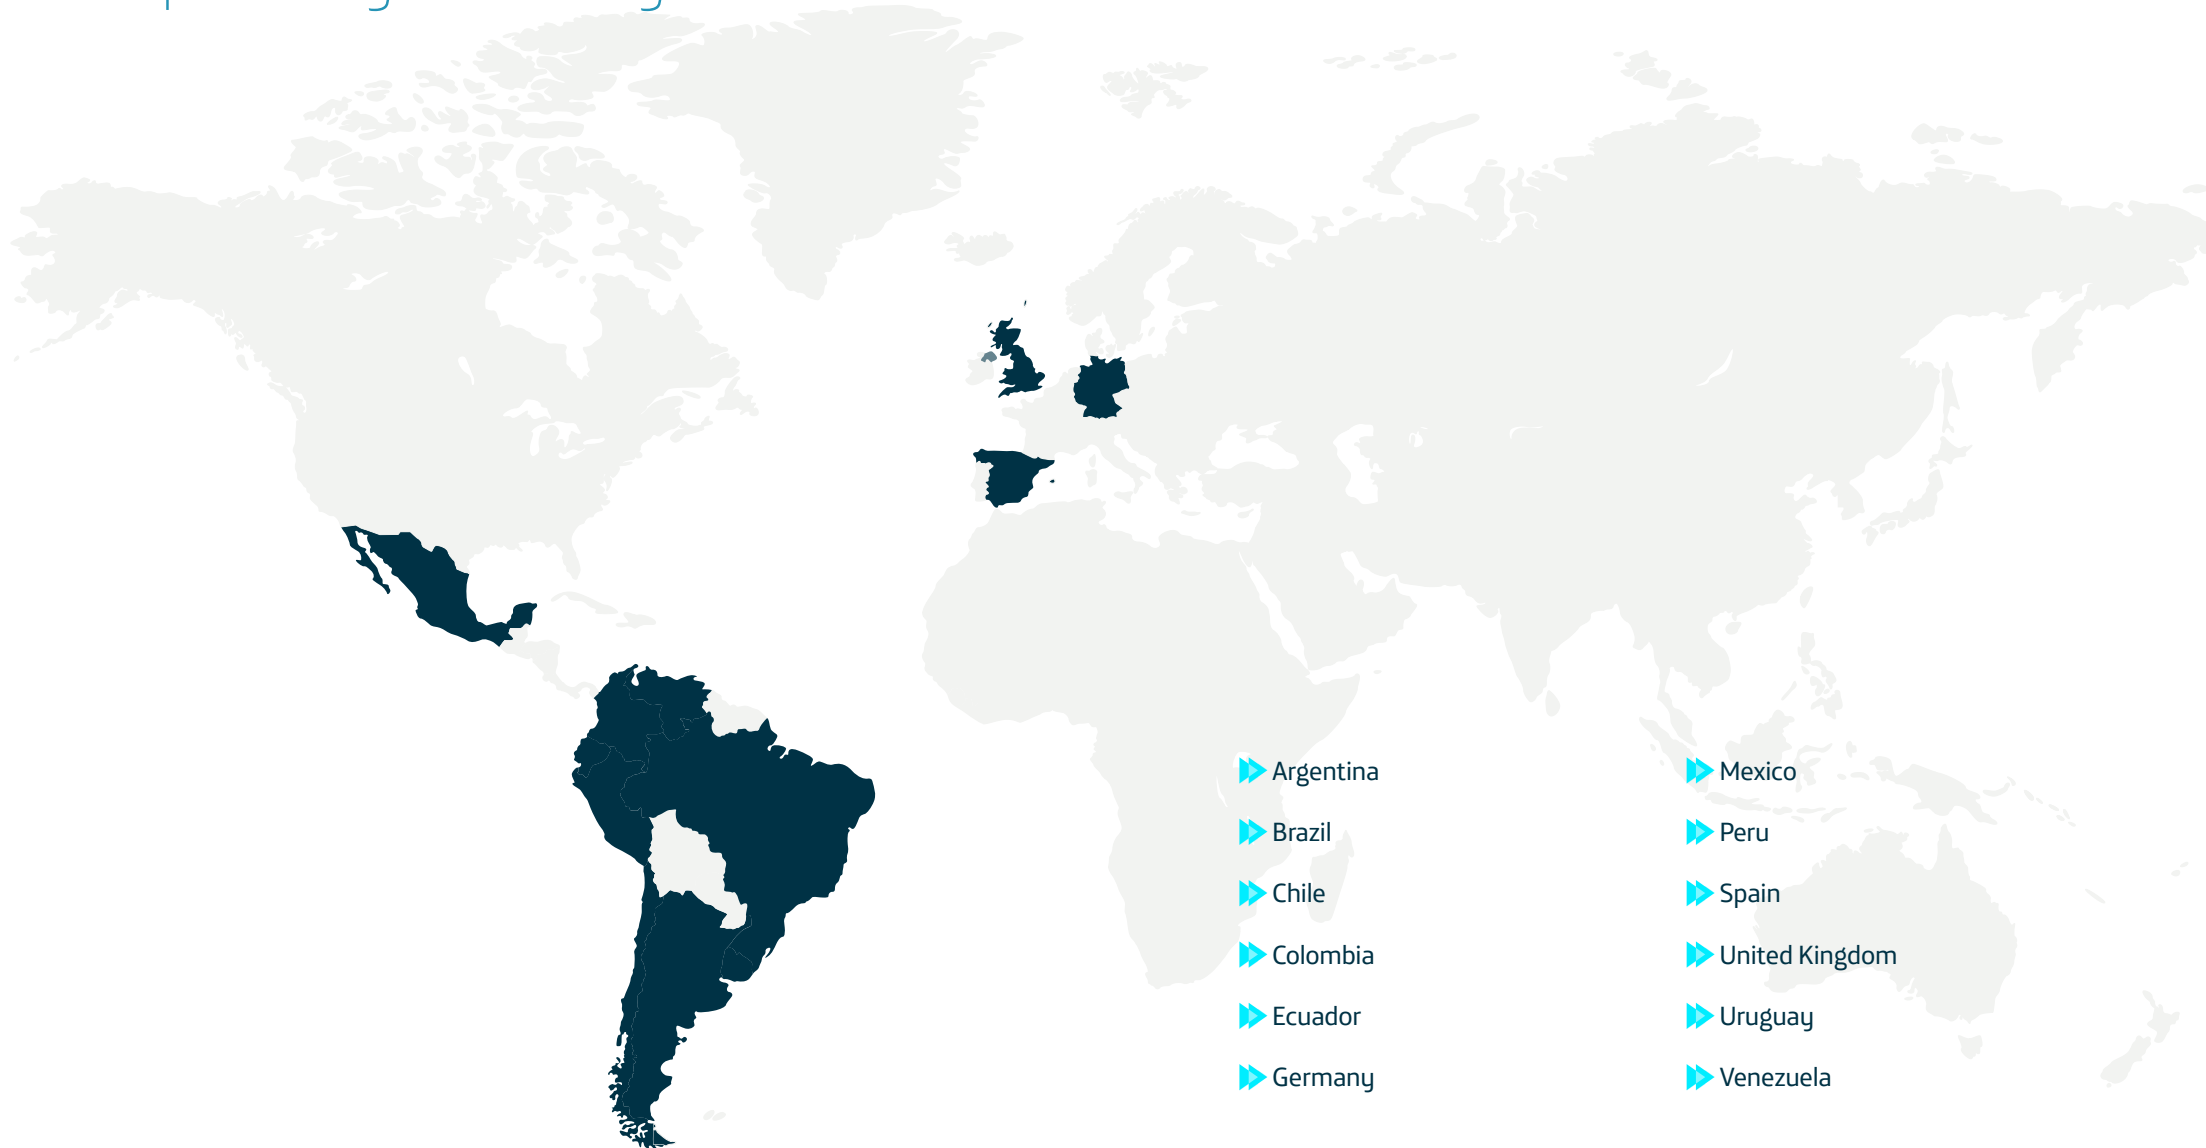 Argentina
Brazil
Chile
Colombia
Ecuador
Germany
Mexico
Peru
Spain
United Kingdom
Uruguay
Venezuela